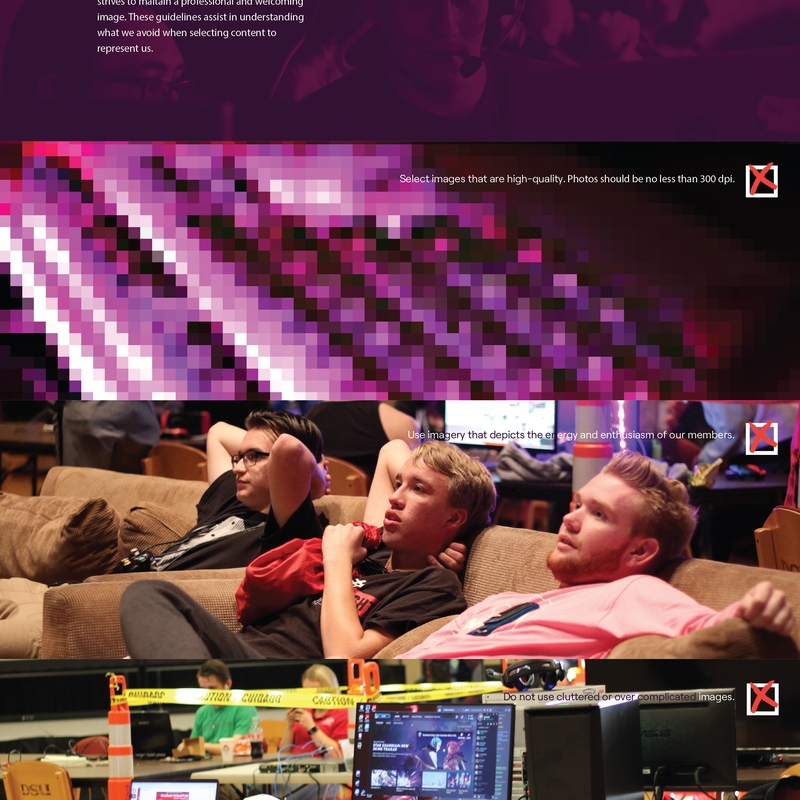 strives to maitain a professional and welcoming
image. These guidelines assist in understanding
what we avoid when selecting content to
represent us.
Select images that are high-quality. Photos should be no less than 300 dpi.
Use imagery that depicts the energy and enthusiasm of our members.
Do not use cluttered or over complicated images.
CUIDADO
CAUTION
CUIDADO
CAUTION
DSU